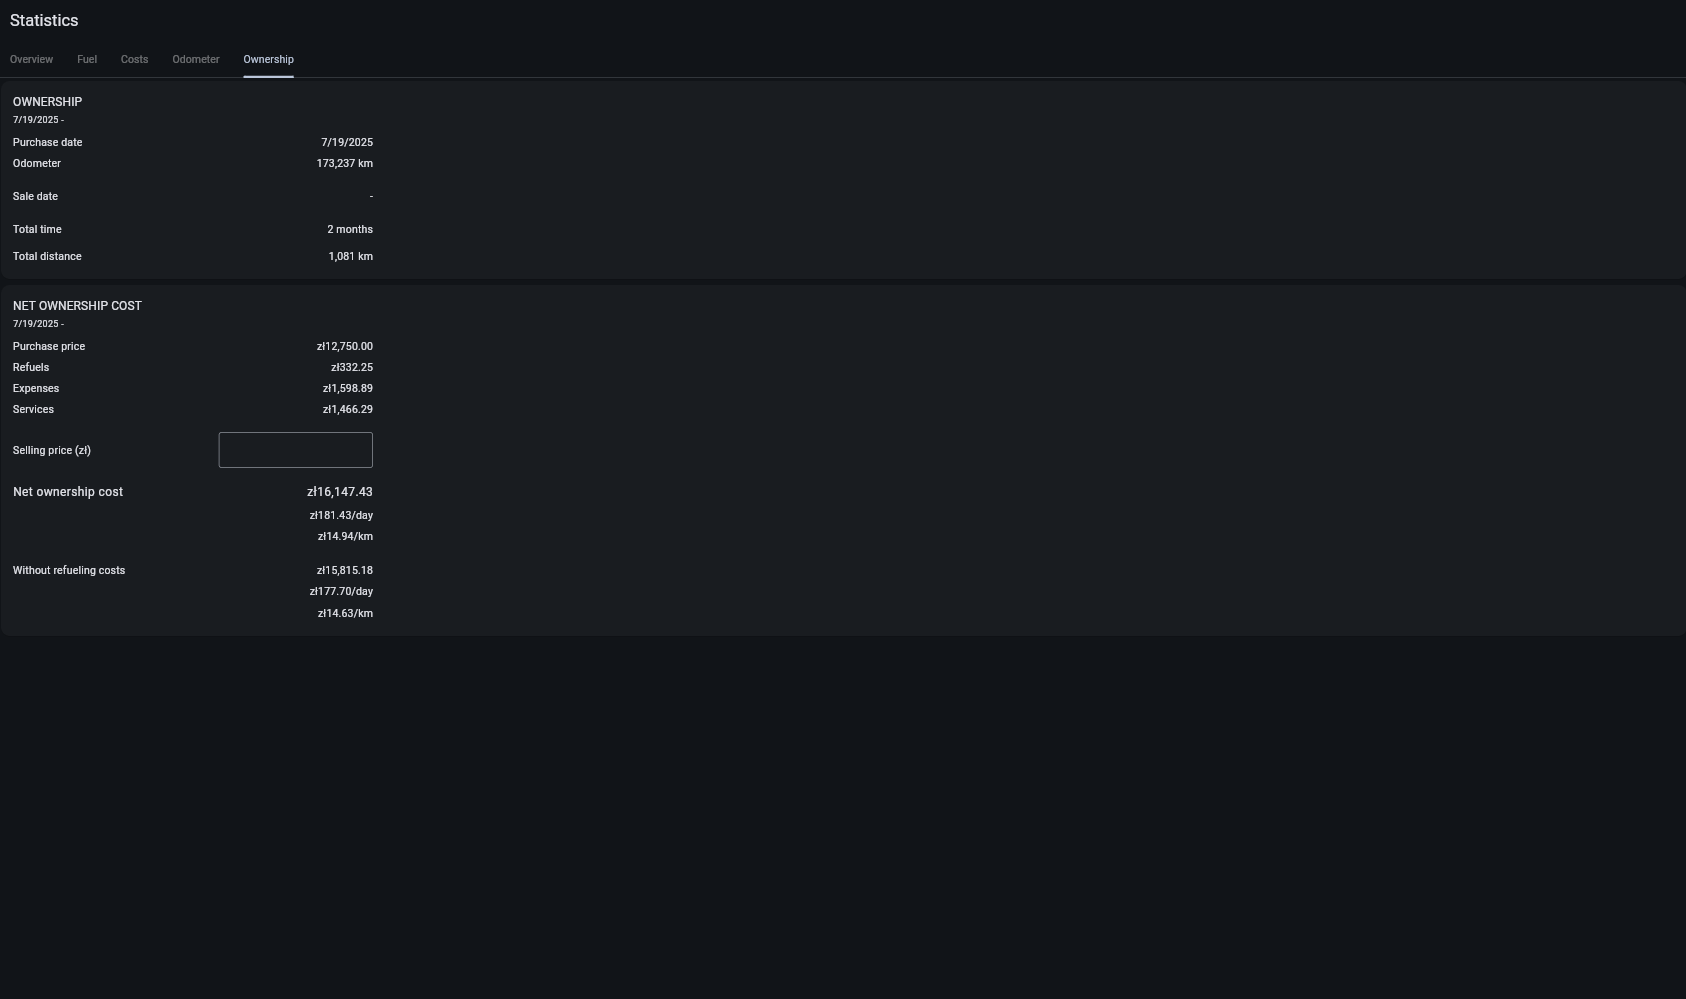 Statistics
Overview Fuel Costs Odometer Ownership
OWNERSHIP
7/19/2025 -
Purchase date 7/19/2025
Odometer 173,237 km
Sale date -
Total time 2 months
Total distance 1,081 km
NET OWNERSHIP COST
7/19/2025 -
Purchase price zł12,750.00
Refuels zł332.25
Expenses zł1,598.89
Services zł1,466.29
Selling price (zł)
Net ownership cost zł16,147.43
zł181.43/day
zł14.94/km
Without refueling costs zł15,815.18
zł177.70/day
zł14.63/km